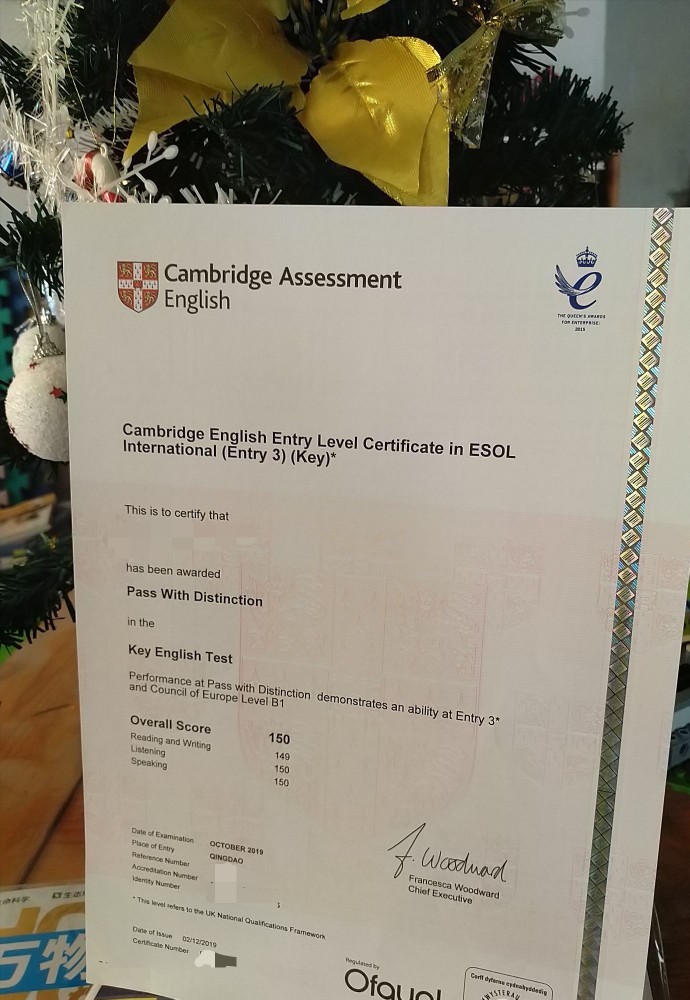 Cambridge Assessment
English
THE QUEEN'S AWARDS
FOR ENTERPRISE:
2015
Cambridge English Entry Level Certificate in ESOL
International (Entry 3) (Key)*
This is to certify that
has been awarded
Pass With Distinction
in the
Key English Test
Performance at Pass with Distinction demonstrates an ability at Entry 3*
and Council of Europe Level B1
Overall Score 150
Reading and Writing 149
Listening 150
Speaking 150
Date of Examination OCTOBER 2019
Place of Entry QINGDAO
Reference Number
Accreditation Number
Identity Number
* This level refers to the UK National Qualifications Framework
Date of Issue 02/12/2019
Certificate Number
F. Woodward
Francesca Woodward
Chief Executive
Regulated by
Ofqual
Corff dyfarnu cydnabyddedig
万物